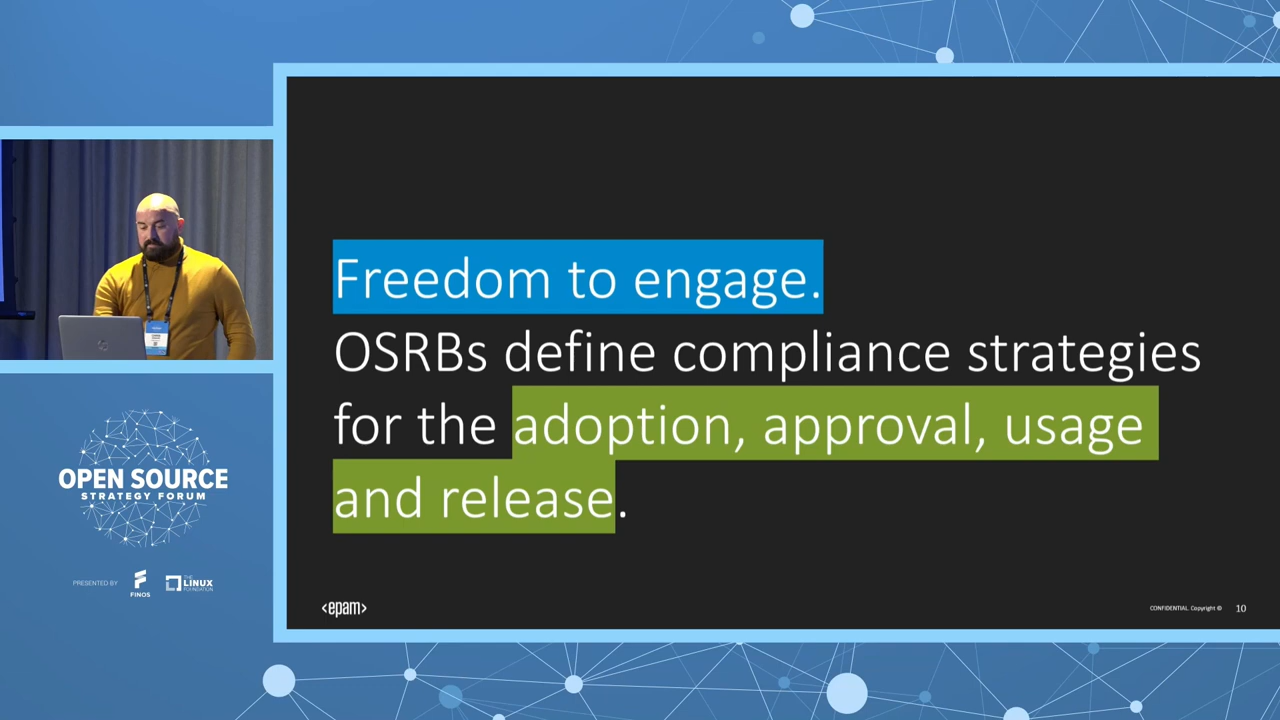 Freedom to engage.
OSRBs define compliance strategies
for the adoption, approval, usage
and release.
<epam>
CONFIDENTIAL. Copyright ©
10
OPEN SOURCE
STRATEGY FORUM
PRESENTED BY
FINOS
THE
LINUX
FOUNDATION